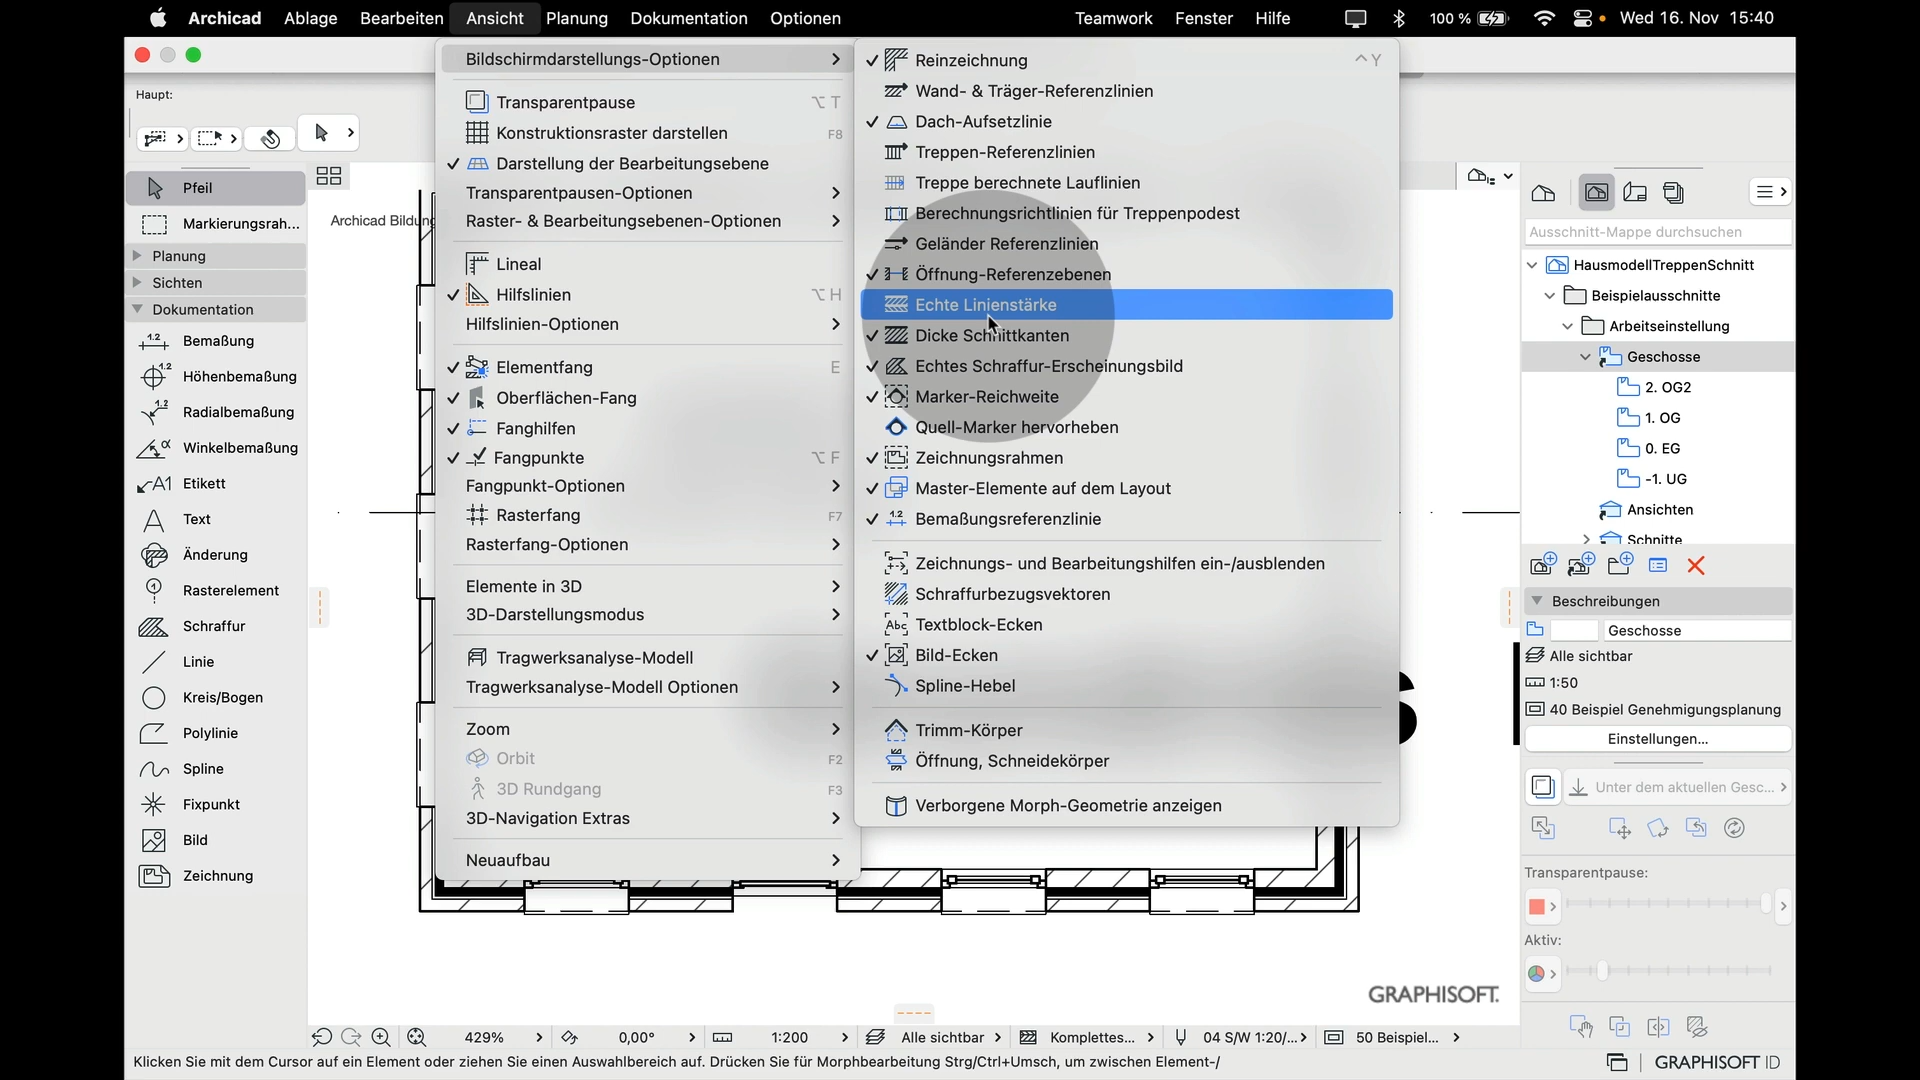 Archicad Ablage Bearbeiten Ansicht Planung Dokumentation Optionen Teamwork Fenster Hilfe 100 % Wed 16. Nov 15:40
Haupt:
Pfeil
Markierungsrah...
Planung
Sichten
Dokumentation
Bemaßung
Höhenbemaßung
Radialbemaßung
Winkelbemaßung
Etikett
Text
Änderung
Rasterelement
Schraffur
Linie
Kreis/Bogen
Polylinie
Spline
Fixpunkt
Bild
Zeichnung
Archicad Bildung
Bildschirmdarstellungs-Optionen
Transparentpause ⌥ T
Konstruktionsraster darstellen F8
Darstellung der Bearbeitungsebene
Transparentpausen-Optionen
Raster- & Bearbeitungsebenen-Optionen
Lineal
Hilfslinien ⌥ H
Hilfslinien-Optionen
Elementfang E
Oberflächen-Fang
Fanghilfen
Fangpunkte ⌥ F
Fangpunkt-Optionen
Rasterfang F7
Rasterfang-Optionen
Elemente in 3D
3D-Darstellungsmodus
Tragwerksanalyse-Modell
Tragwerksanalyse-Modell Optionen
Zoom
Orbit F2
3D Rundgang F3
3D-Navigation Extras
Neuaufbau
Reinzeichnung ^ Y
Wand- & Träger-Referenzlinien
Dach-Aufsetzlinie
Treppen-Referenzlinien
Treppe berechnete Lauflinien
Berechnungsrichtlinien für Treppenpodest
Geländer Referenzlinien
Öffnung-Referenzebenen
Echte Linienstärke
Dicke Schnittkanten
Echtes Schraffur-Erscheinungsbild
Marker-Reichweite
Quell-Marker hervorheben
Zeichnungsrahmen
Master-Elemente auf dem Layout
Bemaßungsreferenzlinie
Zeichnungs- und Bearbeitungshilfen ein-/ausblenden
Schraffurbezugsvektoren
Textblock-Ecken
Bild-Ecken
Spline-Hebel
Trimm-Körper
Öffnung, Schneidekörper
Verborgene Morph-Geometrie anzeigen
Ausschnitt-Mappe durchsuchen
HausmodellTreppenSchnitt
Beispielausschnitte
Arbeitseinstellung
Geschosse
2. OG2
1. OG
0. EG
-1. UG
Ansichten
Schnitte
Beschreibungen
Geschosse
Alle sichtbar
1:50
40 Beispiel Genehmigungsplanung
Einstellungen...
Unter dem aktuellen Gesc...
Transparentpause:
Aktiv:
GRAPHISOFT.
429% 0,00° 1:200 Alle sichtbar Komplettes... 04 S/W 1:20/... 50 Beispiel...
Klicken Sie mit dem Cursor auf ein Element oder ziehen Sie einen Auswahlbereich auf. Drücken Sie für Morphbearbeitung Strg/Ctrl+Umsch, um zwischen Element-/
GRAPHISOFT ID